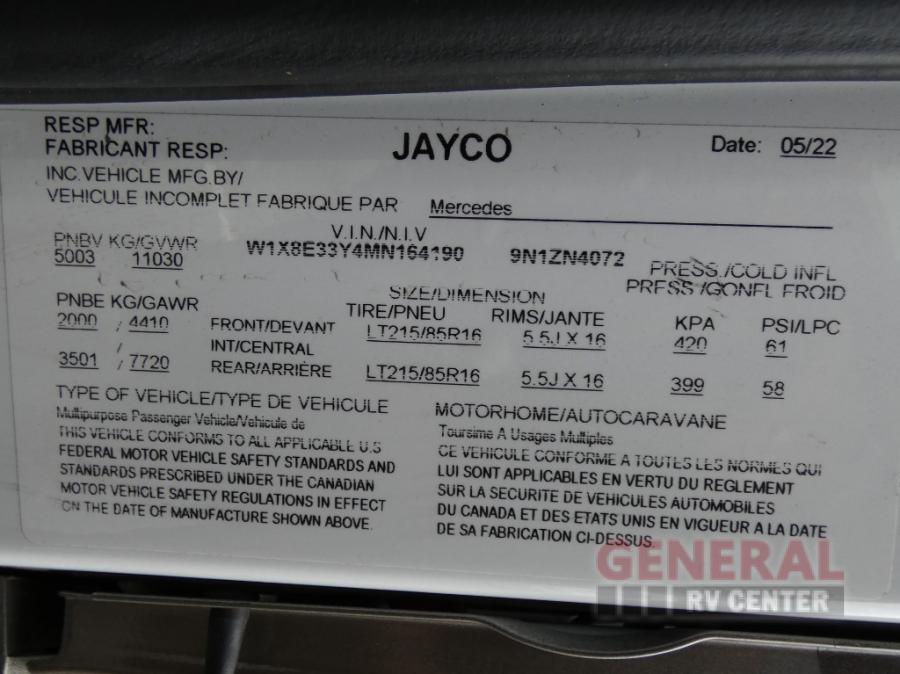 RESP MFR: JAYCO Date: 05/22
FABRICANT RESP:
INC.VEHICLE MFG.BY/
VEHICULE INCOMPLET FABRIQUE PAR Mercedes
V.I.N/N.I.V
PNBV KG/GVWR W1X8E33Y4MN164190 9N1ZN4072 PRESS./COLD INFL
5003 11030 PRESS /GONFL FROID
SIZE/DIMENSION
PNBE KG/GAWR TIRE/PNEU RIMS/JANTE KPA PSI/LPC
2000 / 4410 FRONT/DEVANT LT215/85R16 5.5J X 16 420 61
/ INT/CENTRAL
3501 / 7720 REAR/ARRIÈRE LT215/85R16 5.5J X 16 399 58
TYPE OF VEHICLE/TYPE DE VEHICULE MOTORHOME/AUTOCARAVANE
Multipurpose Passenger Vehicle/Vehicule de Toursime A Usages Multiples
THIS VEHICLE CONFORMS TO ALL APPLICABLE U.S
FEDERAL MOTOR VEHICLE SAFETY STANDARDS AND
STANDARDS PRESCRIBED UNDER THE CANADIAN
MOTOR VEHICLE SAFETY REGULATIONS IN EFFECT
ON THE DATE OF MANUFACTURE SHOWN ABOVE.
CE VEHICULE CONFORME A TOUTES LES NORMES QUI
LUI SONT APPLICABLES EN VERTU DU REGLEMENT
SUR LA SECURITE DE VEHICULES AUTOMOBILES
DU CANADA ET DES ETATS UNIS EN VIGUEUR A LA DATE
DE SA FABRICATION CI-DESSUS
GENERAL
RV CENTER